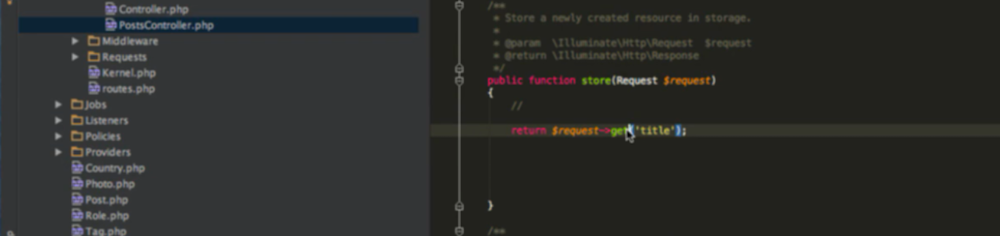 Controller.php
PostsController.php
Middleware
Requests
Kernel.php
routes.php
Jobs
Listeners
Policies
Providers
Country.php
Photo.php
Post.php
Role.php
Tag.php
/**
* Store a newly created resource in storage.
*
* @param  \Illuminate\Http\Request  $request
* @return \Illuminate\Http\Response
*/
public function store(Request $request)
{
//
return $request->get('title');
}
/**